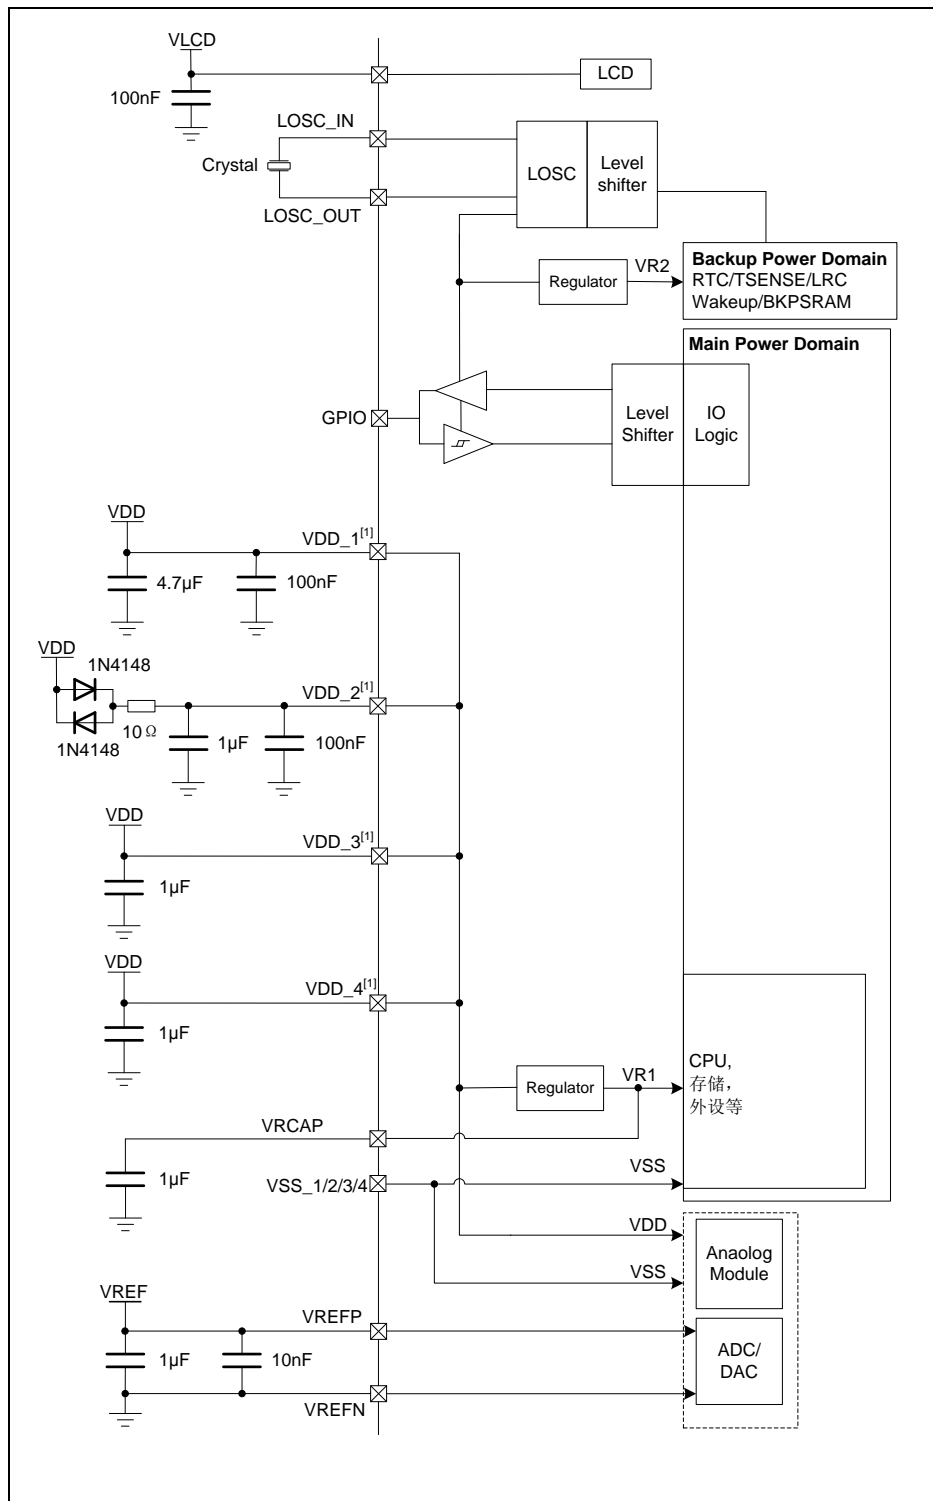 VLCD
LCD
100nF
LOSC_IN
Crystal
LOSC
Level
shifter
LOSC_OUT
Backup Power Domain
RTC/TSENSE/LRC
Wakeup/BKPSRAM
Regulator
VR2
Main Power Domain
GPIO
Level
Shifter
IO
Logic
VDD
VDD_1[1]
4.7µF
100nF
VDD
1N4148
VDD_2[1]
10Ω
1N4148
1µF
100nF
VDD
VDD_3[1]
1µF
VDD
VDD_4[1]
1µF
Regulator
VR1
CPU,
存储，
外设等
VRCAP
1µF
VSS_1/2/3/4
VSS
VDD
VSS
Anaolog
Module
VREF
VREFP
1µF
10nF
ADC/
DAC
VREFN